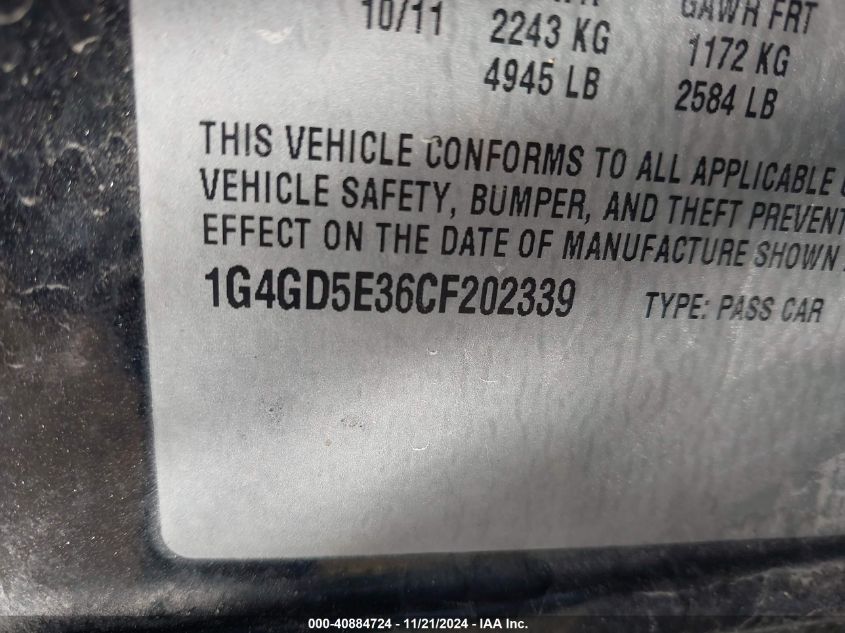 10/11 2243 KG 1172 KG
4945 LB 2584 LB
GAWR FRT
THIS VEHICLE CONFORMS TO ALL APPLICABLE
VEHICLE SAFETY, BUMPER, AND THEFT PREVENT
EFFECT ON THE DATE OF MANUFACTURE SHOWN
1G4GD5E36CF202339 TYPE: PASS CAR
000-40884724 - 11/21/2024 - IAA Inc.